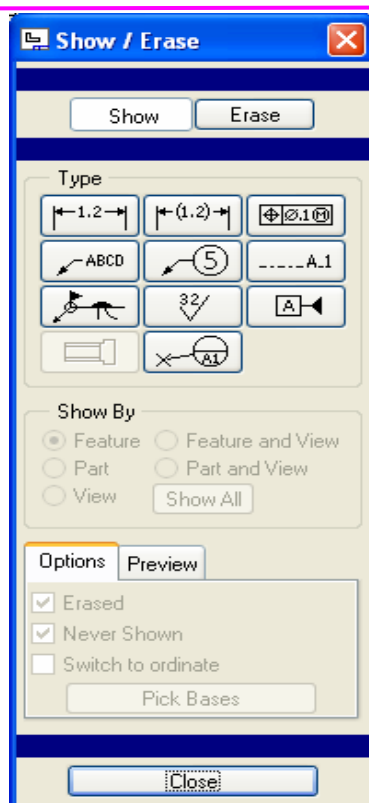 Show / Erase
Show Erase
Type
1.2 (1.2) Ø.1 Ⓜ
ABCD 5 A_1
32 A
A1
Show By
Feature Feature and View
Part Part and View
View Show All
Options Preview
Erased
Never Shown
Switch to ordinate
Pick Bases
Close